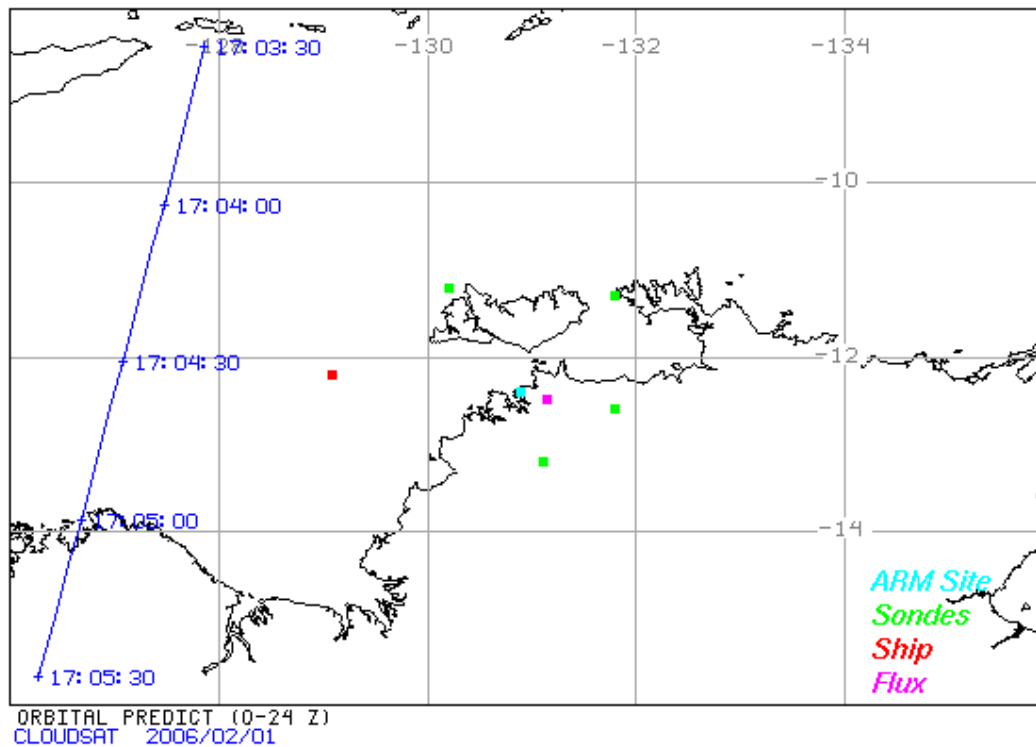 -128 17:03:30 -130 -132 -134
-10
17:04:00
-12
17:04:30
17:05:00
-14
ARM Site
Sondes
Ship
17:05:30
Flux
ORBITAL PREDICT (0-24 Z)
CLOUDSAT 2006/02/01